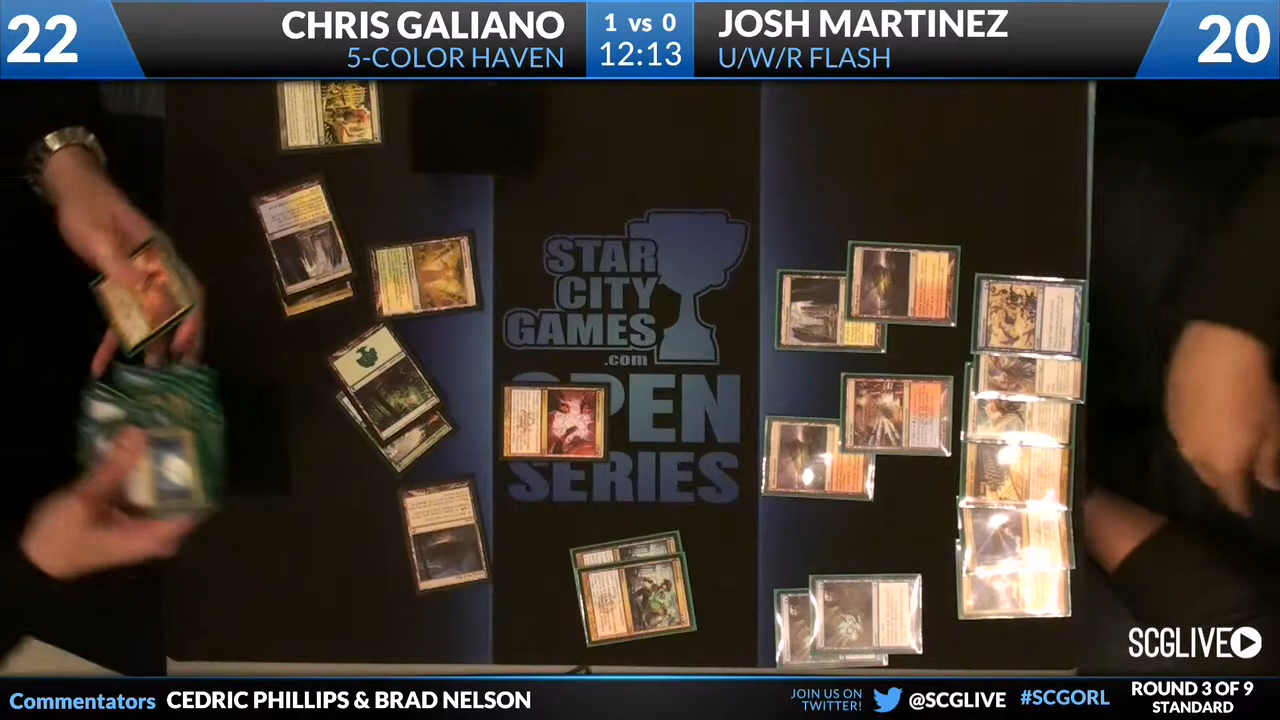 22
CHRIS GALIANO
5-COLOR HAVEN
1 vs 0
12:13
JOSH MARTINEZ
U/W/R FLASH
20
STAR
CITY
GAMES
.com
OPEN
SERIES
SCGLIVE
Commentators CEDRIC PHILLIPS & BRAD NELSON
JOIN US ON
TWITTER!
@SCGLIVE
#SCGORL
ROUND 3 OF 9
STANDARD